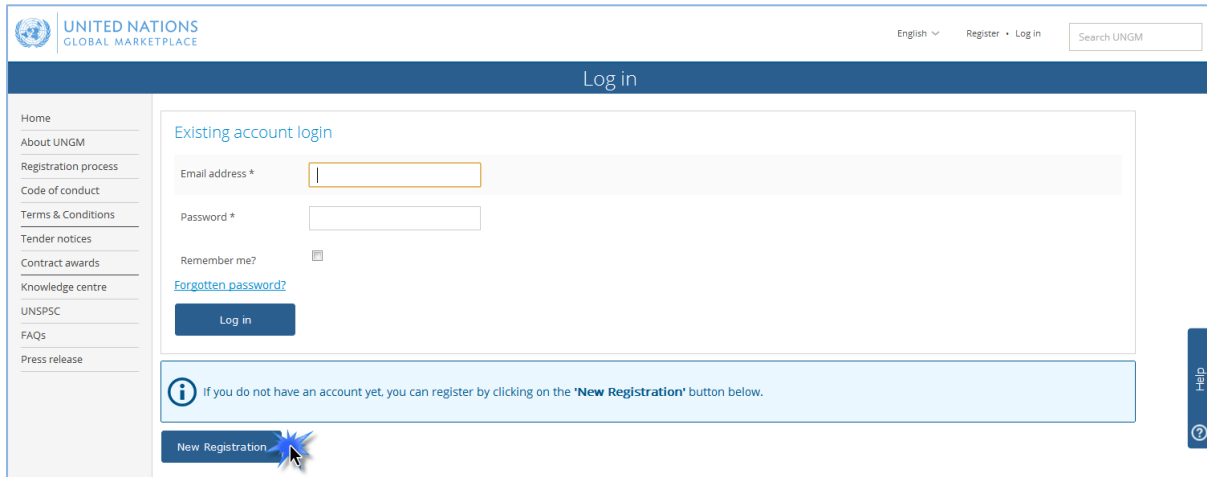 UNITED NATIONS
GLOBAL MARKETPLACE
English
Register • Log in
Search UNGM
Log in
Home
About UNGM
Registration process
Code of conduct
Terms & Conditions
Tender notices
Contract awards
Knowledge centre
UNSPSC
FAQs
Press release
Existing account login
Email address *
Password *
Remember me?
Forgotten password?
Log in
If you do not have an account yet, you can register by clicking on the 'New Registration' button below.
New Registration
Help